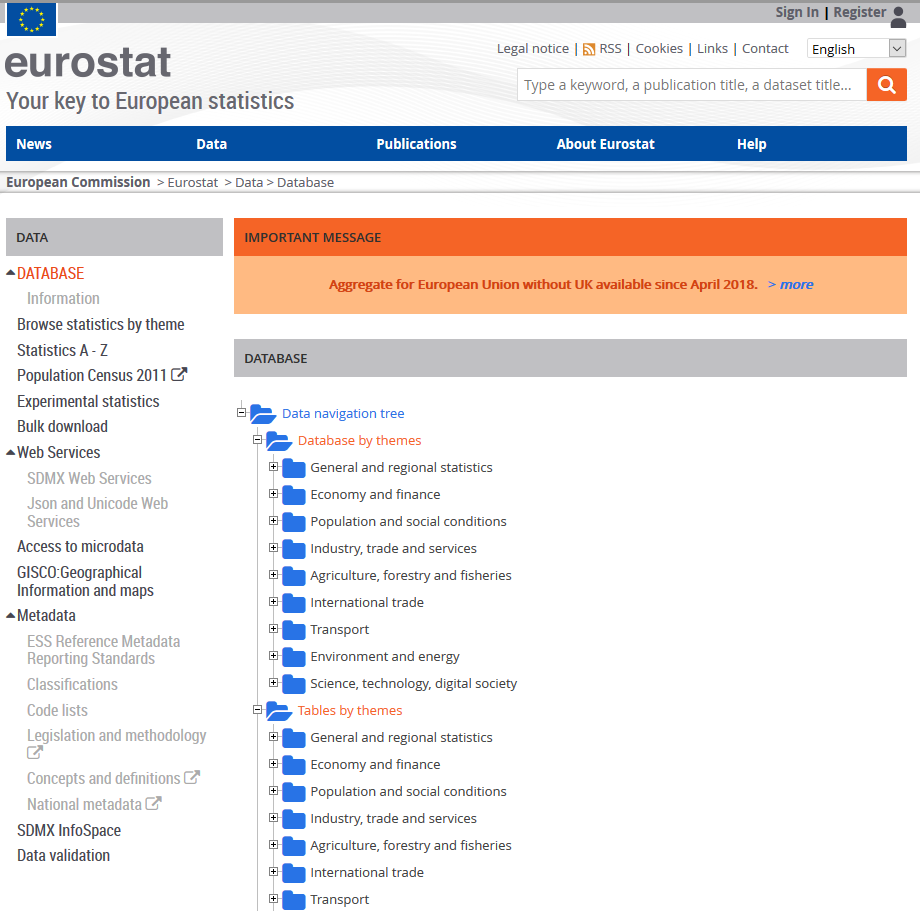 Sign In | Register
Legal notice | RSS | Cookies | Links | Contact
English
eurostat
Your key to European statistics
Type a keyword, a publication title, a dataset title...
News Data Publications About Eurostat Help
European Commission > Eurostat > Data > Database
DATA
DATABASE
Information
Browse statistics by theme
Statistics A - Z
Population Census 2011
Experimental statistics
Bulk download
Web Services
SDMX Web Services
Json and Unicode Web
Services
Access to microdata
GISCO:Geographical
Information and maps
Metadata
ESS Reference Metadata
Reporting Standards
Classifications
Code lists
Legislation and methodology
Concepts and definitions
National metadata
SDMX InfoSpace
Data validation
IMPORTANT MESSAGE
Aggregate for European Union without UK available since April 2018. > more
DATABASE
Data navigation tree
Database by themes
General and regional statistics
Economy and finance
Population and social conditions
Industry, trade and services
Agriculture, forestry and fisheries
International trade
Transport
Environment and energy
Science, technology, digital society
Tables by themes
General and regional statistics
Economy and finance
Population and social conditions
Industry, trade and services
Agriculture, forestry and fisheries
International trade
Transport